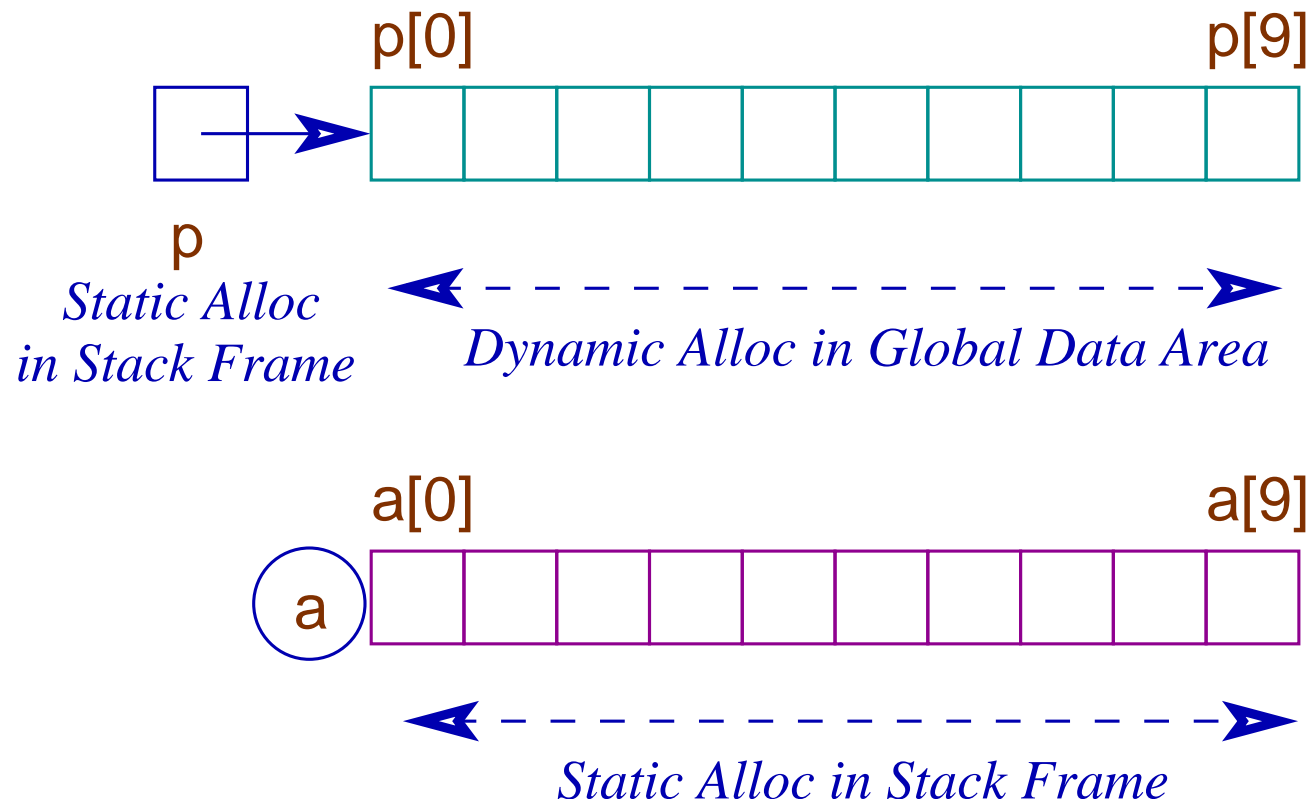 p[0] p[9]
p
Static Alloc
in Stack Frame
Dynamic Alloc in Global Data Area
a[0] a[9]
a
Static Alloc in Stack Frame